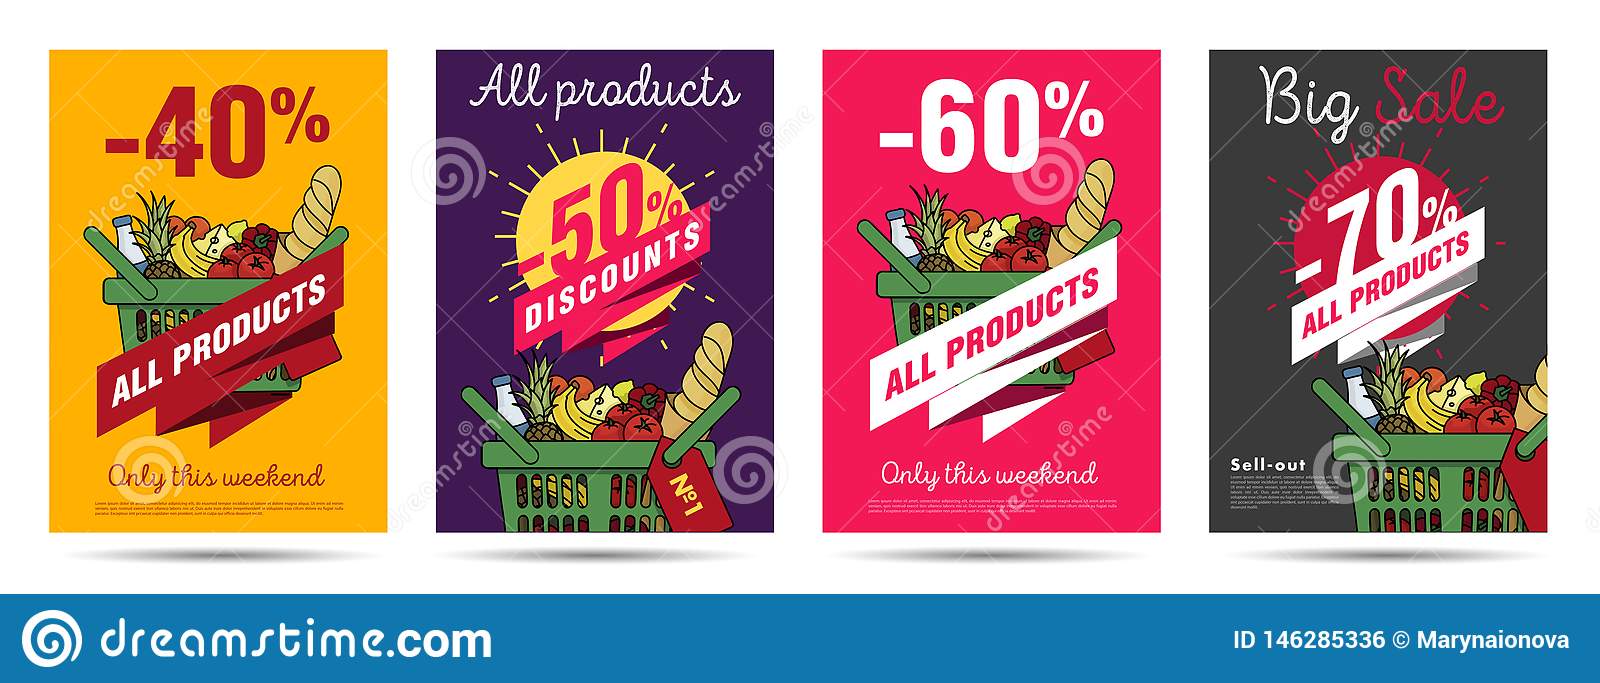 -40%
ALL PRODUCTS
Only this weekend
All products
-50%
DISCOUNTS
№1
-60%
ALL PRODUCTS
Only this weekend
Big Sale
-70%
ALL PRODUCTS
Sell-out
dreamstime.com
ID 146285336 © Marynaionova